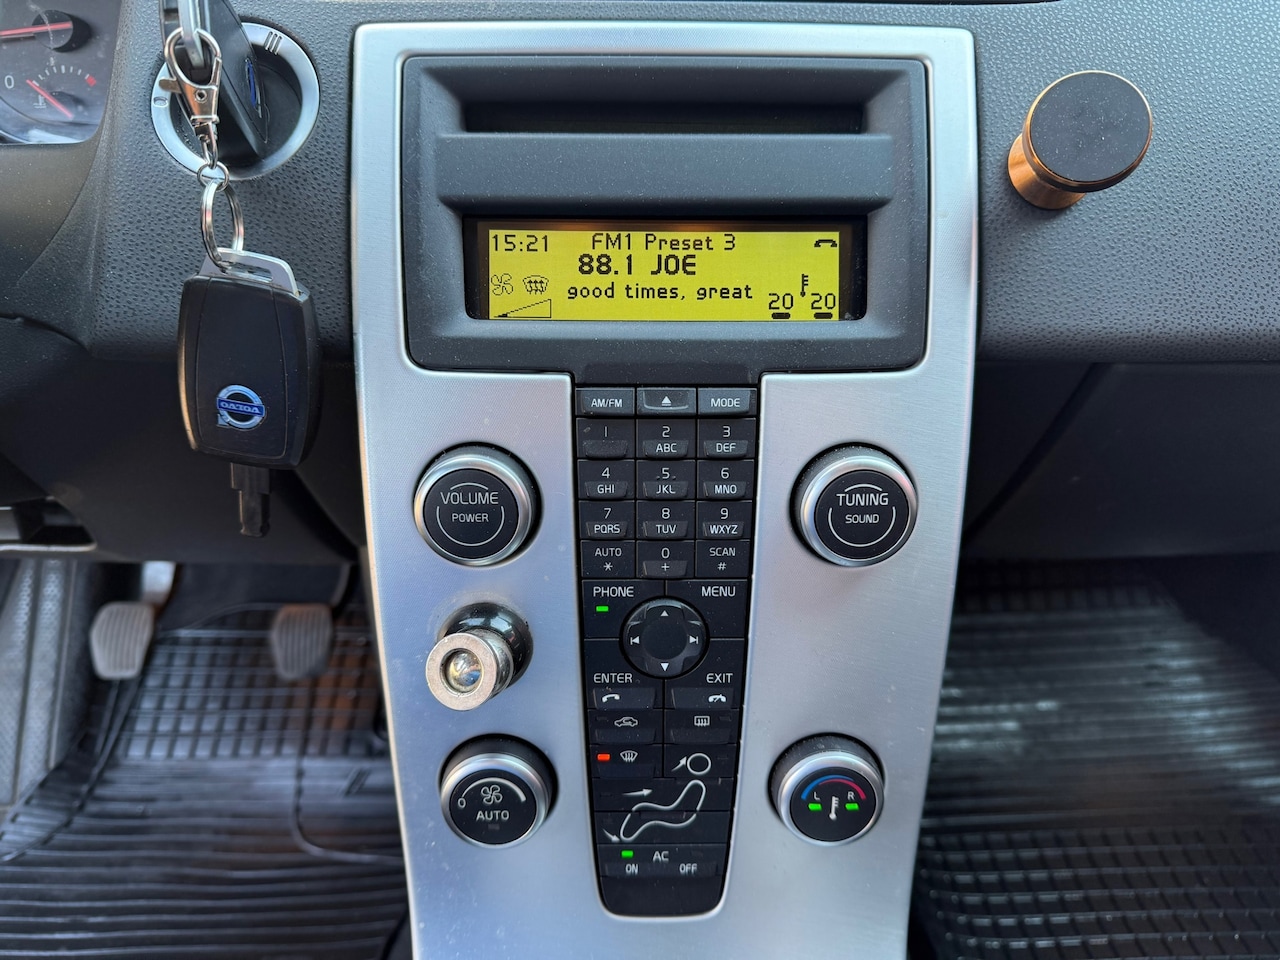 0
15:21 FM1 Preset 3
88.1 JOE
good times, great
20 20
VOLVO
AM/FM MODE
1 2 ABC 3 DEF
4 GHI 5 JKL 6 MNO
7 PQRS 8 TUV 9 WXYZ
AUTO * 0 + SCAN #
VOLUME
POWER
TUNING
SOUND
PHONE MENU
ENTER EXIT
0 AUTO
L R
AC
ON OFF